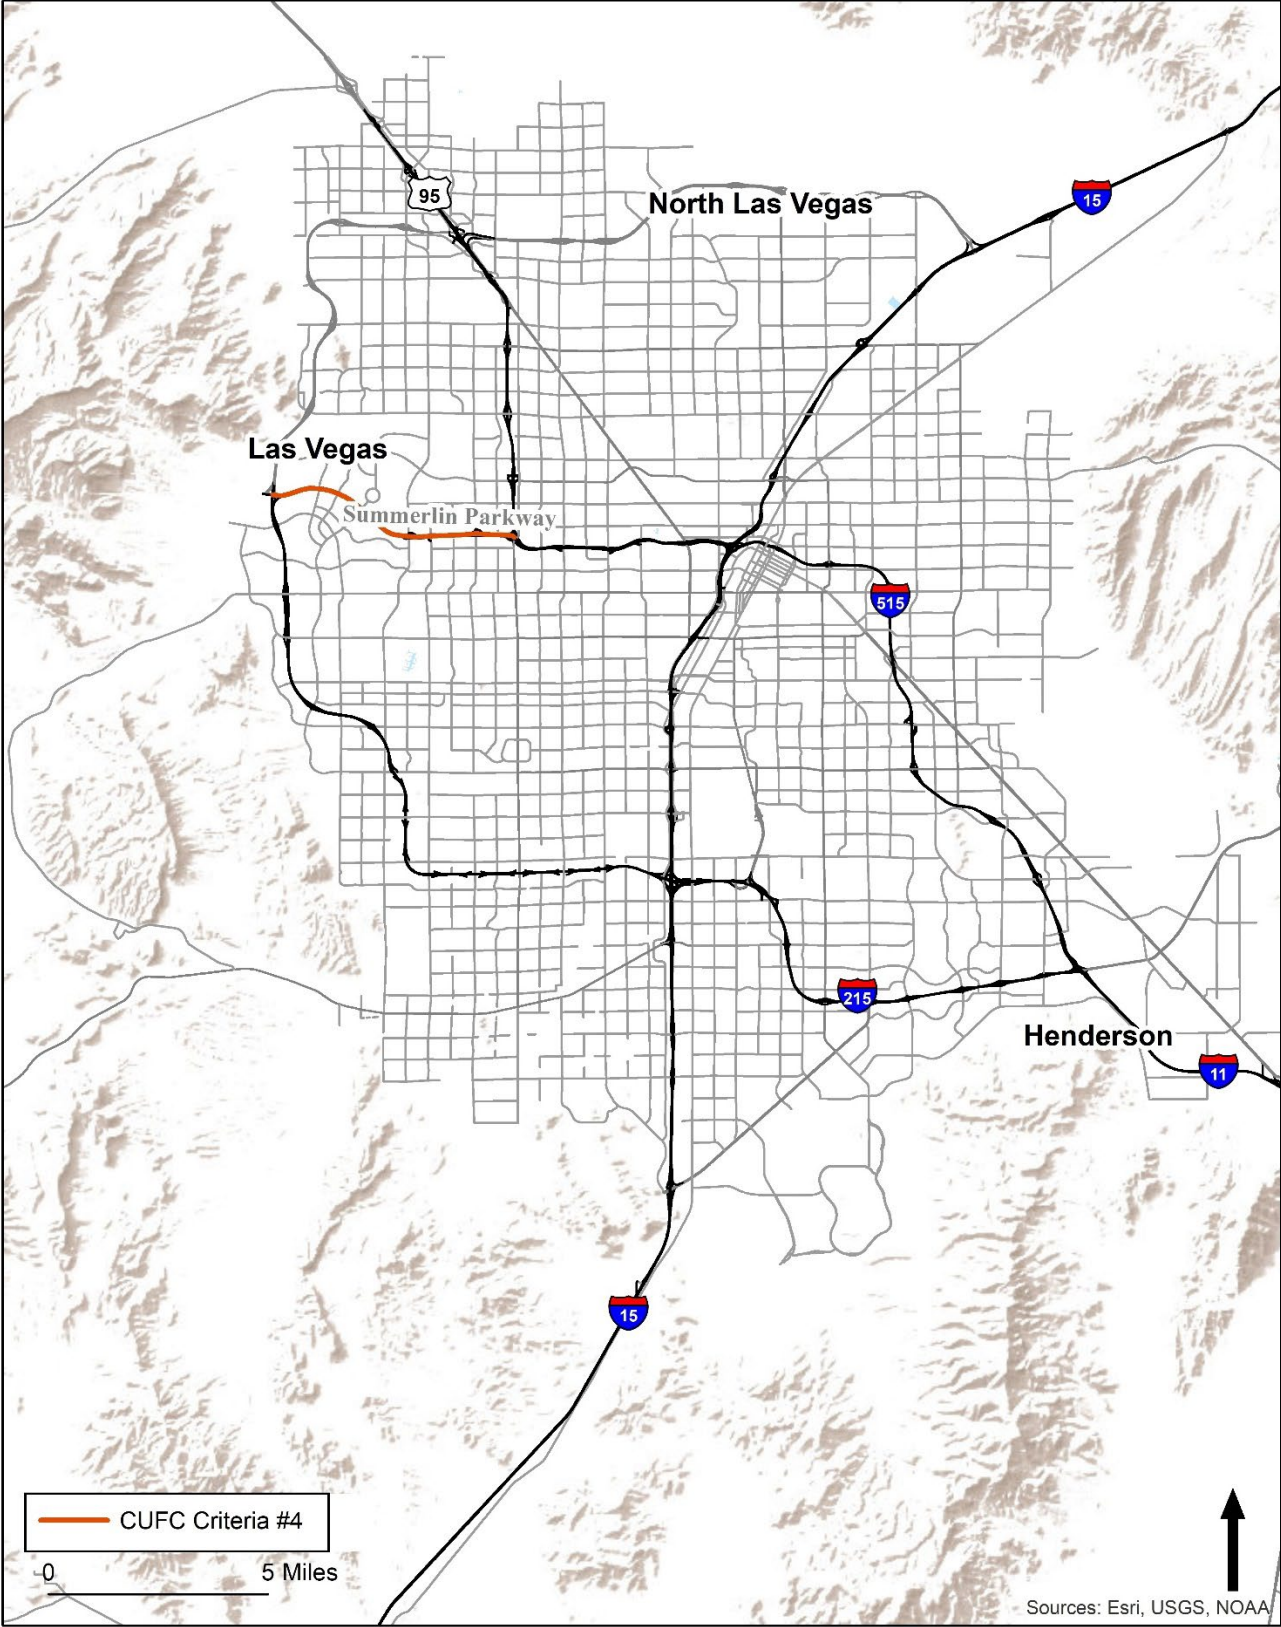 95
North Las Vegas
15
Las Vegas
Summerlin Parkway
515
215
Henderson
11
15
CUFC Criteria #4
0 5 Miles
Sources: Esri, USGS, NOAA